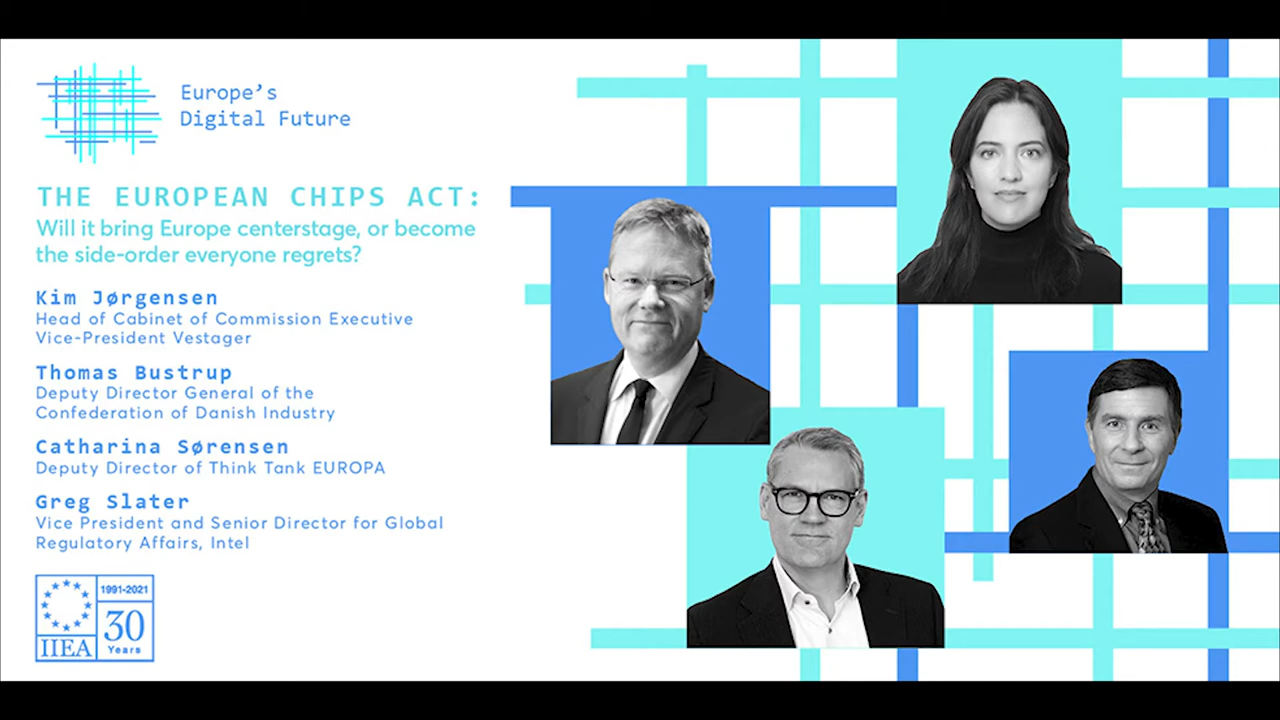 Europe's
Digital Future
THE EUROPEAN CHIPS ACT:
Will it bring Europe centerstage, or become
the side-order everyone regrets?
Kim Jørgensen
Head of Cabinet of Commission Executive
Vice-President Vestager
Thomas Bustrup
Deputy Director General of the
Confederation of Danish Industry
Catharina Sørensen
Deputy Director of Think Tank EUROPA
Greg Slater
Vice President and Senior Director for Global
Regulatory Affairs, Intel
IIEA
1991-2021
30
Years